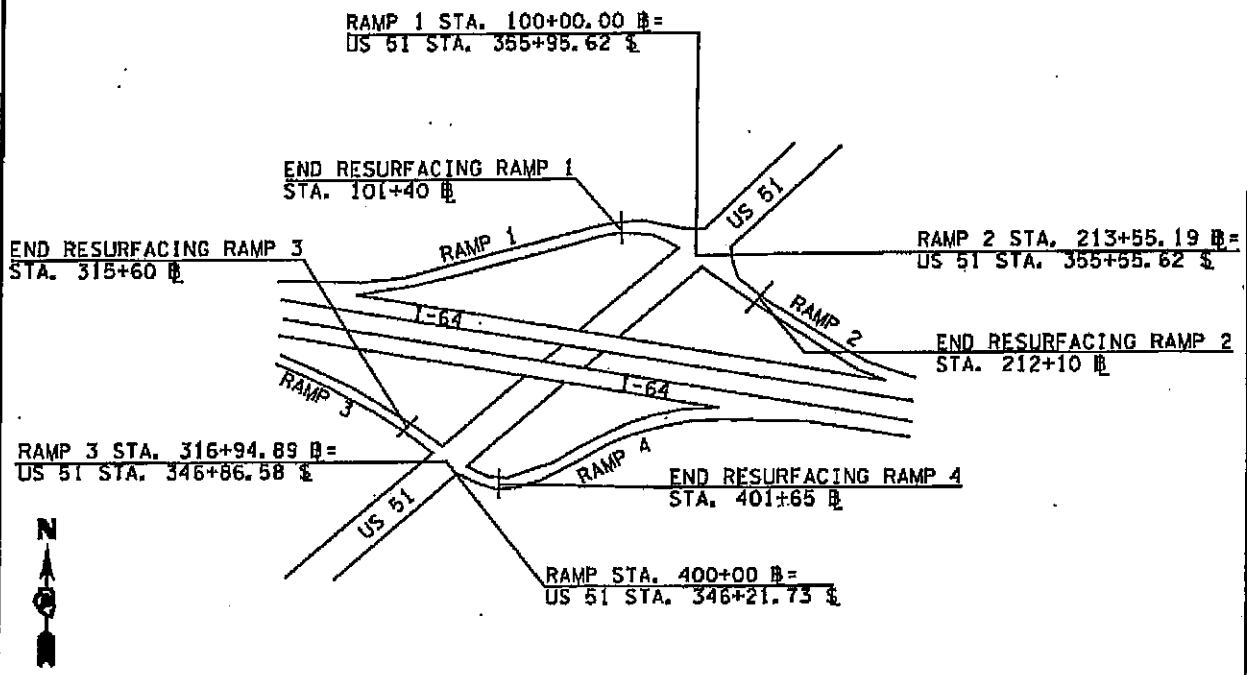 RAMP 1 STA. 100+00.00 B=
US 51 STA. 355+95.62 ȼ
END RESURFACING RAMP 1
STA. 101+40 B
US 51
RAMP 1
END RESURFACING RAMP 3
STA. 315+60 B
RAMP 2 STA. 213+55.19 B=
US 51 STA. 355+55.62 ȼ
I-64
RAMP 2
END RESURFACING RAMP 2
STA. 212+10 B
RAMP 3
I-64
RAMP 3 STA. 316+94.89 B=
US 51 STA. 346+86.58 ȼ
RAMP 4
END RESURFACING RAMP 4
STA. 401+65 B
US 51
N
RAMP STA. 400+00 B=
US 51 STA. 346+21.73 ȼ